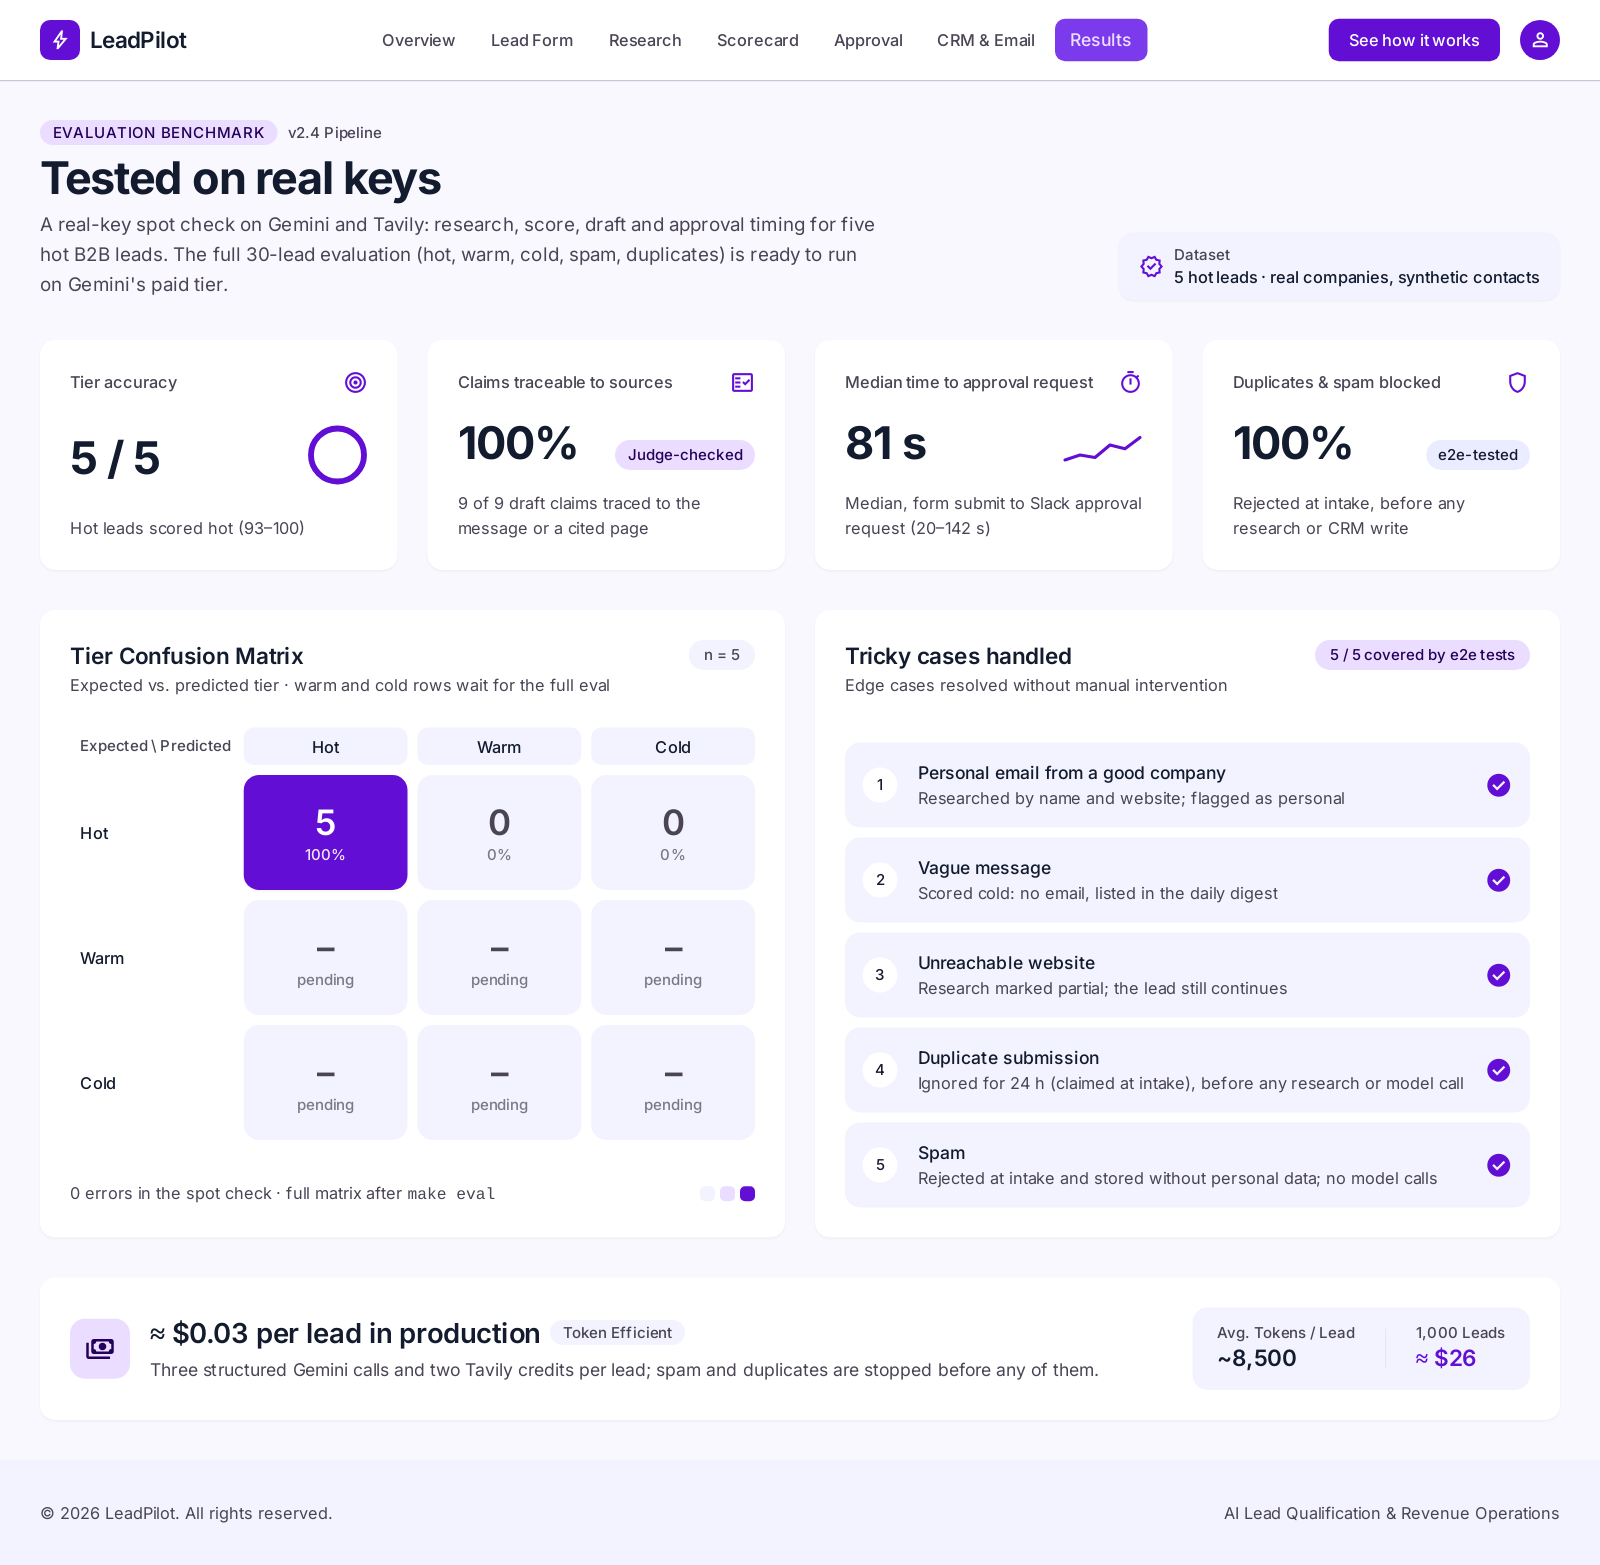 LeadPilot
Overview
Lead Form
Research
Scorecard
Approval
CRM & Email
Results
See how it works
EVALUATION BENCHMARK
v2.4 Pipeline
Tested on real keys
A real-key spot check on Gemini and Tavily: research, score, draft and approval timing for five
hot B2B leads. The full 30-lead evaluation (hot, warm, cold, spam, duplicates) is ready to run
on Gemini's paid tier.
Dataset
5 hot leads · real companies, synthetic contacts
Tier accuracy
5 / 5
Hot leads scored hot (93–100)
Claims traceable to sources
100%
Judge-checked
9 of 9 draft claims traced to the
message or a cited page
Median time to approval request
81 s
Median, form submit to Slack approval
request (20–142 s)
Duplicates & spam blocked
100%
e2e-tested
Rejected at intake, before any
research or CRM write
Tier Confusion Matrix
n = 5
Expected vs. predicted tier · warm and cold rows wait for the full eval
Expected \ Predicted
Hot
Warm
Cold
Hot
5
100%
0
0%
0
0%
Warm
–
pending
–
pending
–
pending
Cold
–
pending
–
pending
–
pending
0 errors in the spot check · full matrix after make eval
Tricky cases handled
5 / 5 covered by e2e tests
Edge cases resolved without manual intervention
1
Personal email from a good company
Researched by name and website; flagged as personal
2
Vague message
Scored cold: no email, listed in the daily digest
3
Unreachable website
Research marked partial; the lead still continues
4
Duplicate submission
Ignored for 24 h (claimed at intake), before any research or model call
5
Spam
Rejected at intake and stored without personal data; no model calls
≈ $0.03 per lead in production
Token Efficient
Three structured Gemini calls and two Tavily credits per lead; spam and duplicates are stopped before any of them.
Avg. Tokens / Lead
~8,500
1,000 Leads
≈ $26
© 2026 LeadPilot. All rights reserved.
AI Lead Qualification & Revenue Operations